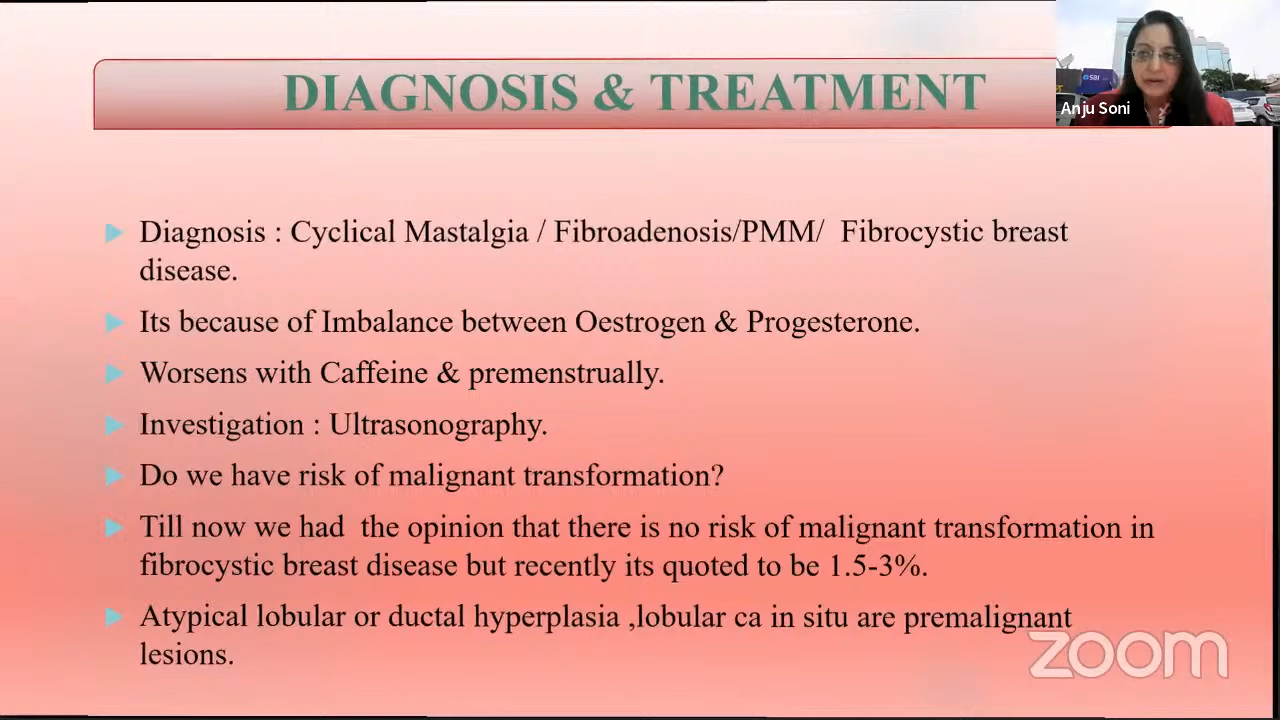 DIAGNOSIS & TREATMENT
SBI
Anju Soni
Diagnosis : Cyclical Mastalgia / Fibroadenosis/PMM/ Fibrocystic breast
disease.
Its because of Imbalance between Oestrogen & Progesterone.
Worsens with Caffeine & premenstrually.
Investigation : Ultrasonography.
Do we have risk of malignant transformation?
Till now we had the opinion that there is no risk of malignant transformation in
fibrocystic breast disease but recently its quoted to be 1.5-3%.
Atypical lobular or ductal hyperplasia ,lobular ca in situ are premalignant
lesions.
zoom